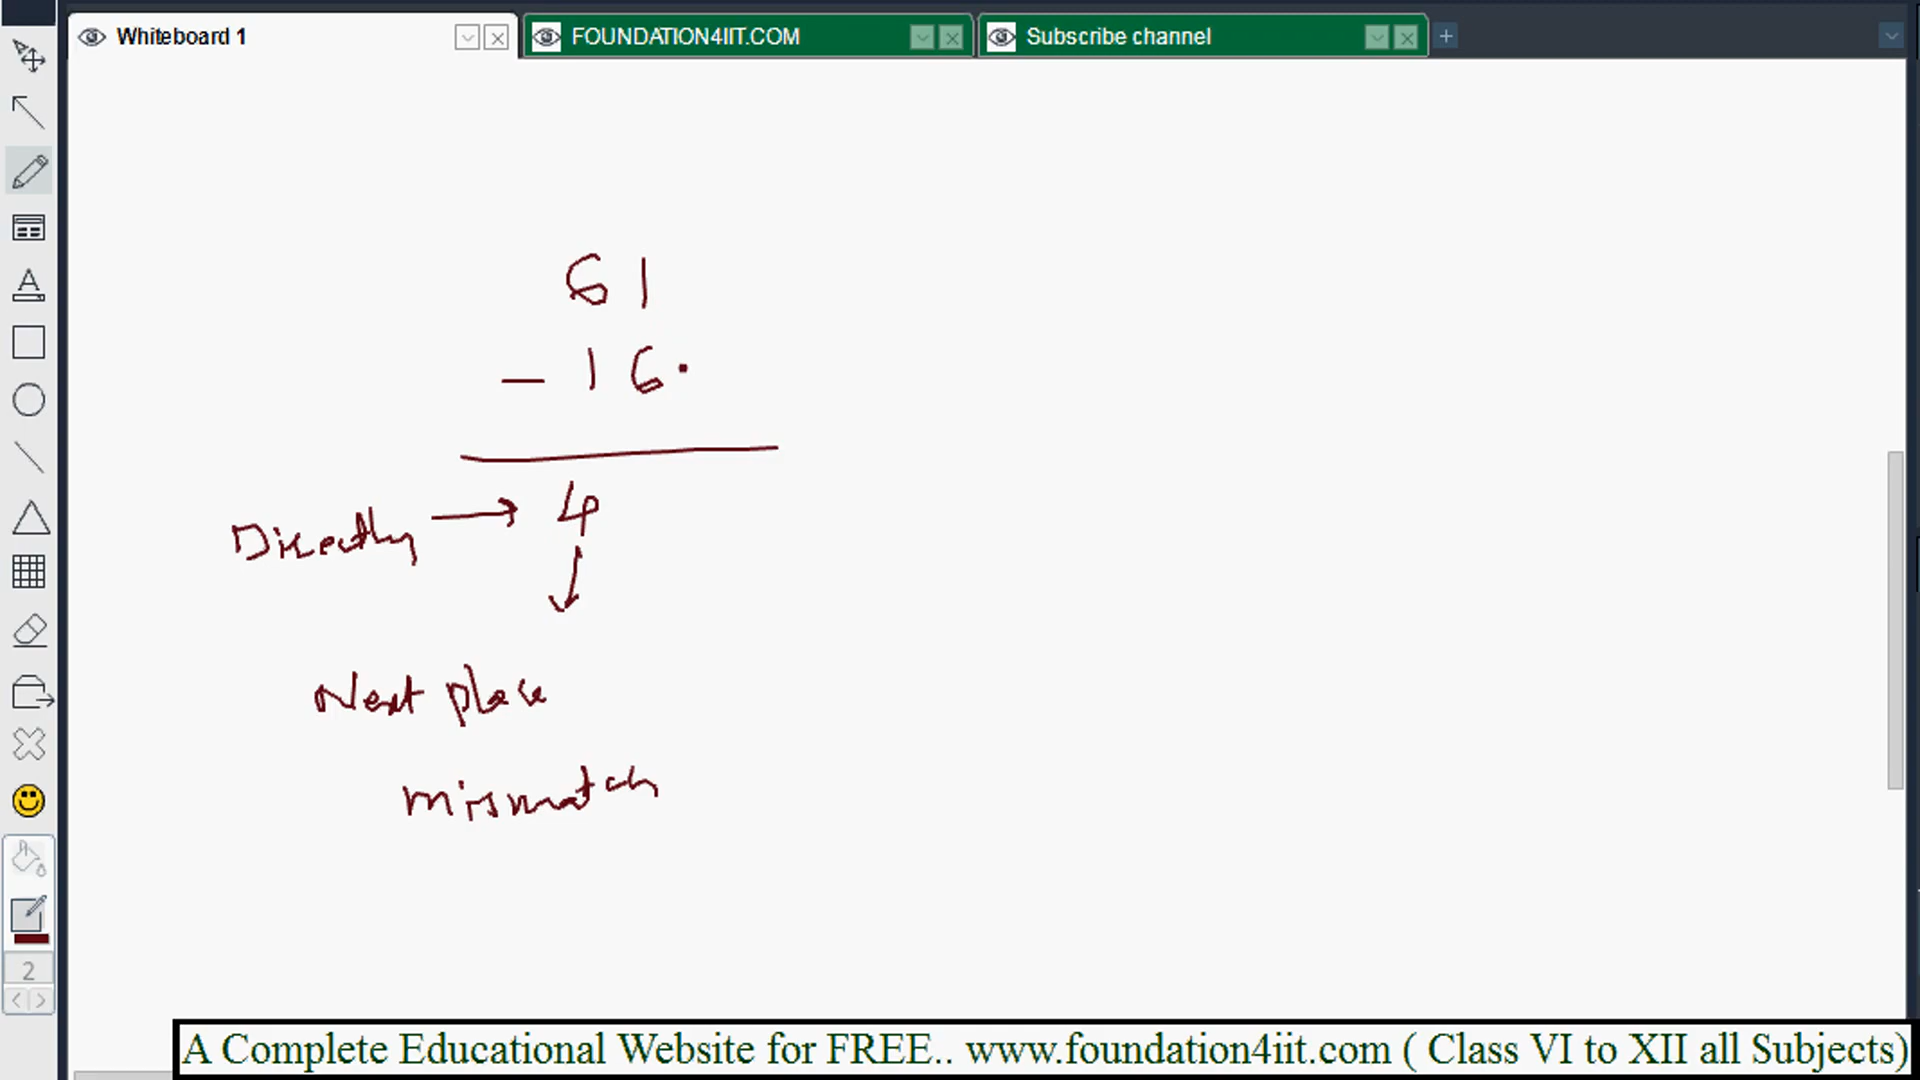 Whiteboard 1 FOUNDATION4IIT.COM Subscribe channel
61
- 16.
Directly → 4
Next place
mismatch
2
A Complete Educational Website for FREE.. www.foundation4iit.com ( Class VI to XII all Subjects)